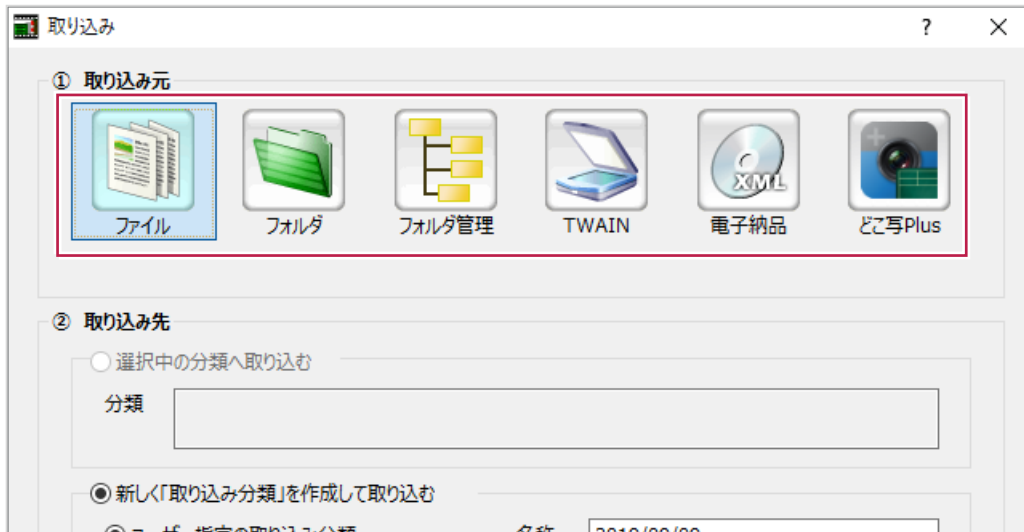 取り込み
?
① 取り込み元
ファイル
フォルダ
フォルダ管理
TWAIN
XML
電子納品
どこ写Plus
② 取り込み先
選択中の分類へ取り込む
分類
新しく「取り込み分類」を作成して取り込む